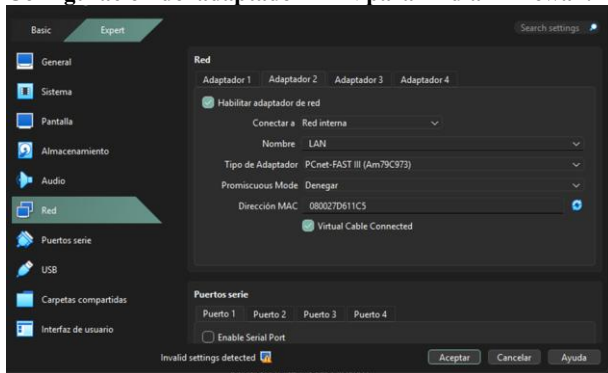 Basic Expert Search settings
General
Sistema
Pantalla
Almacenamiento
Audio
Red
Puertos serie
USB
Carpetas compartidas
Interfaz de usuario
Red
Adaptador 1 Adaptador 2 Adaptador 3 Adaptador 4
Habilitar adaptador de red
Conectar a Red interna
Nombre LAN
Tipo de Adaptador PCnet-FAST III (Am79C973)
Promiscuous Mode Denegar
Dirección MAC 080027D611C5
Virtual Cable Connected
Puertos serie
Puerto 1 Puerto 2 Puerto 3 Puerto 4
Enable Serial Port
Invalid settings detected Aceptar Cancelar Ayuda